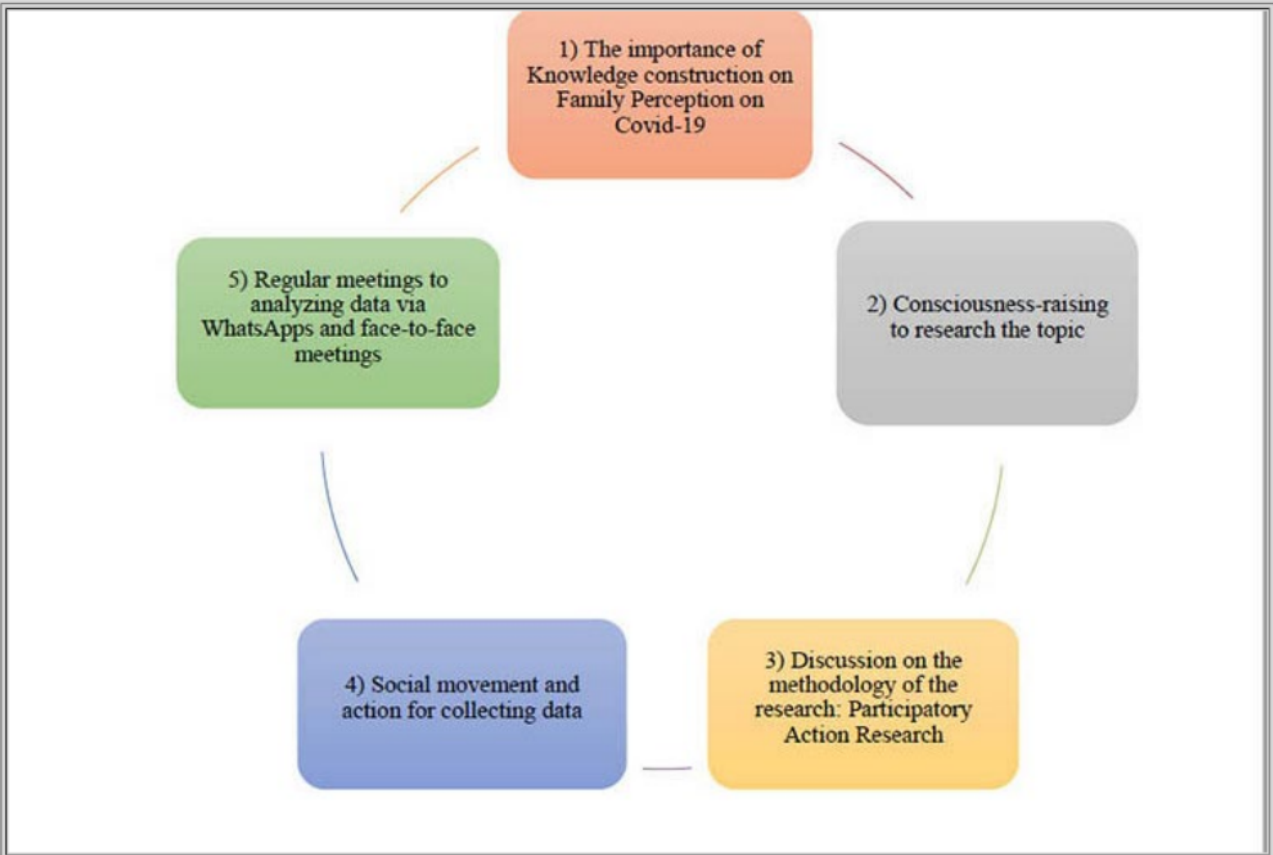 1) The importance of
Knowledge construction on
Family Perception on
Covid-19
2) Consciousness-raising
to research the topic
3) Discussion on the
methodology of the
research: Participatory
Action Research
4) Social movement and
action for collecting data
5) Regular meetings to
analyzing data via
WhatsApps and face-to-face
meetings